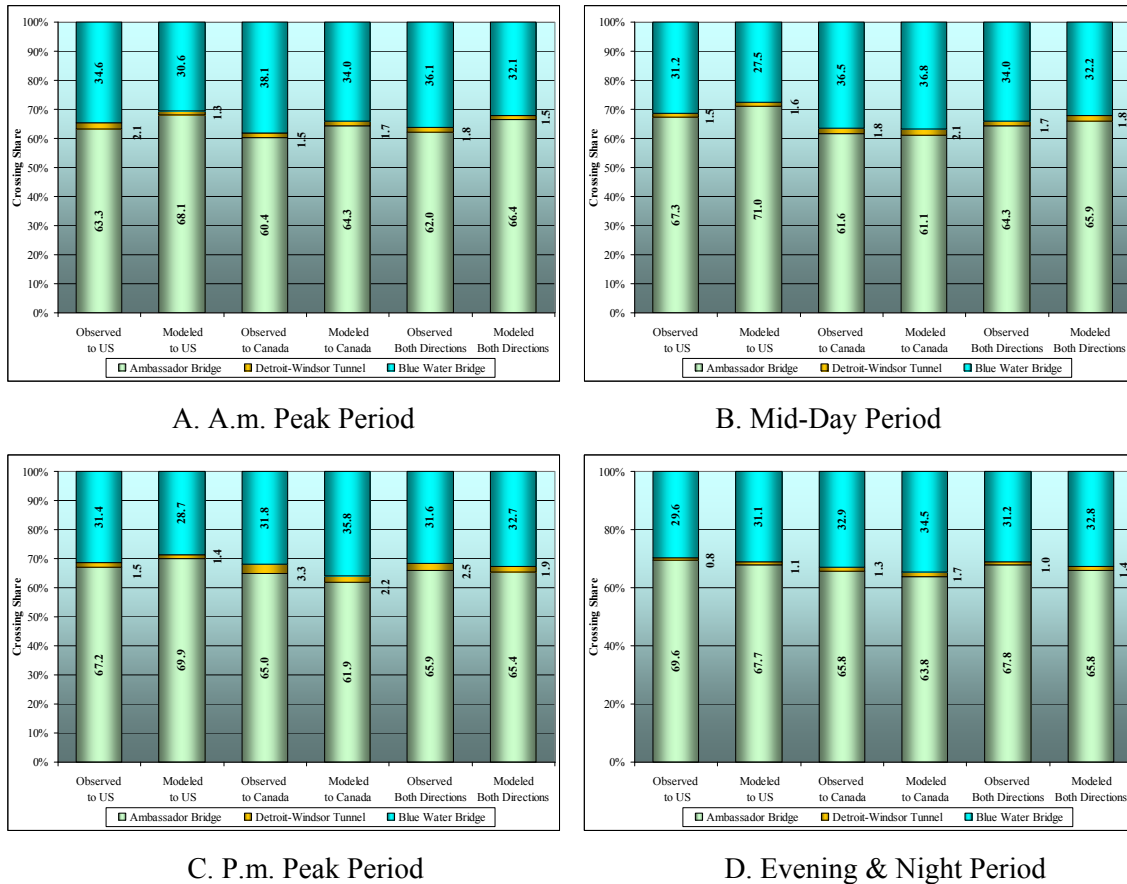 100%
90%
80%
70%
60%
50%
40%
30%
20%
10%
0%
Crossing Share
34.6 30.6 38.1 34.0 36.1 32.1
2.1 1.3 1.5 1.7 1.8 1.5
63.3 68.1 60.4 64.3 62.0 66.4
Observed Modeled Observed Modeled Observed Modeled
to US to US to Canada to Canada Both Directions Both Directions
Ambassador Bridge Detroit-Windsor Tunnel Blue Water Bridge
A. A.m. Peak Period
100%
90%
80%
70%
60%
50%
40%
30%
20%
10%
0%
Crossing Share
31.2 27.5 36.5 36.8 34.0 32.2
1.5 1.6 1.8 2.1 1.7 1.8
67.3 71.0 61.6 61.1 64.3 65.9
Observed Modeled Observed Modeled Observed Modeled
to US to US to Canada to Canada Both Directions Both Directions
Ambassador Bridge Detroit-Windsor Tunnel Blue Water Bridge
B. Mid-Day Period
100%
90%
80%
70%
60%
50%
40%
30%
20%
10%
0%
Crossing Share
31.4 28.7 31.8 35.8 31.6 32.7
1.5 1.4 3.3 2.2 2.5 1.9
67.2 69.9 65.0 61.9 65.9 65.4
Observed Modeled Observed Modeled Observed Modeled
to US to US to Canada to Canada Both Directions Both Directions
Ambassador Bridge Detroit-Windsor Tunnel Blue Water Bridge
C. P.m. Peak Period
100%
90%
80%
70%
60%
50%
40%
30%
20%
10%
0%
Crossing Share
29.6 31.1 32.9 34.5 31.2 32.8
0.8 1.1 1.3 1.7 1.0 1.4
69.6 67.7 65.8 63.8 67.8 65.8
Observed Modeled Observed Modeled Observed Modeled
to US to US to Canada to Canada Both Directions Both Directions
Ambassador Bridge Detroit-Windsor Tunnel Blue Water Bridge
D. Evening & Night Period